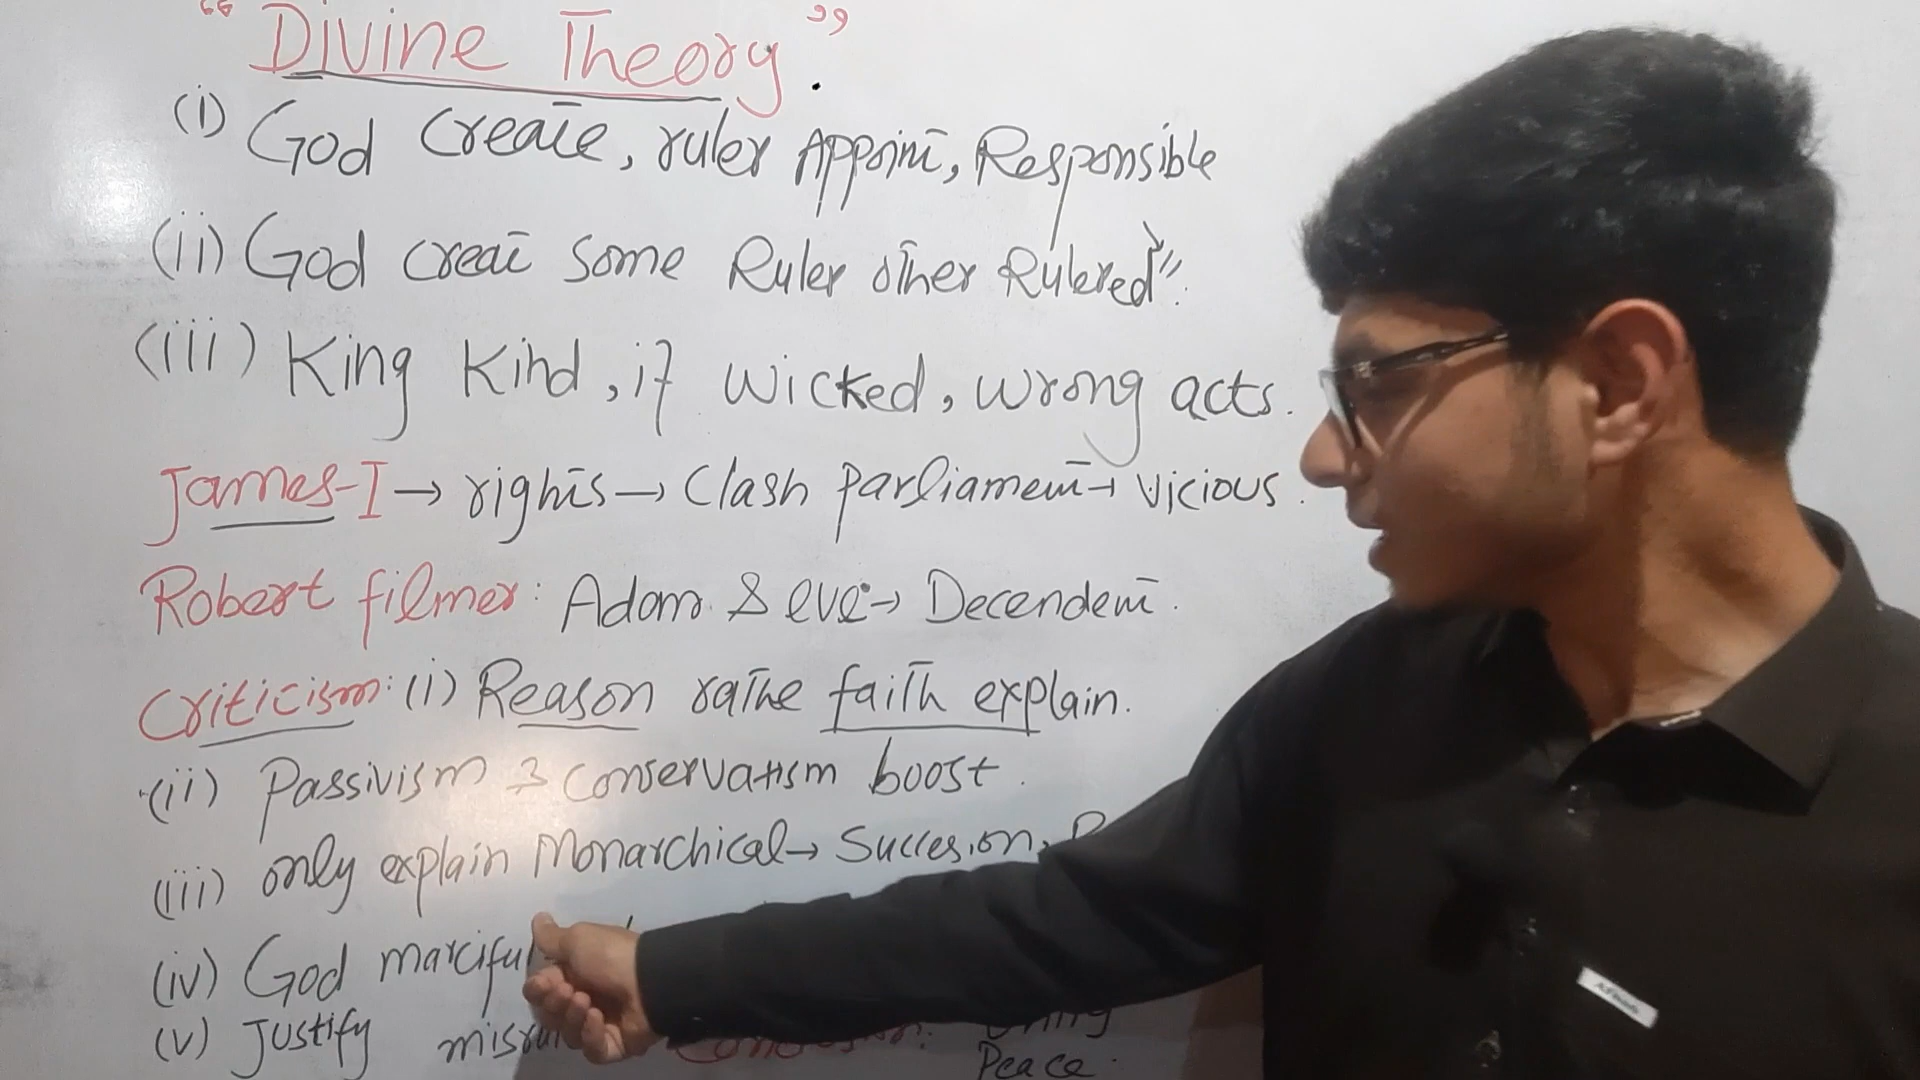 “Divine Theory”.
(i) God create, ruler Appoint, Responsible
(ii) God creat some Ruler other Rulered".
(iii) King Kind, if wicked, wrong acts.
James-I → rights → Clash parliament → vicious.
Robert filmer: Adam & eve → Decendent.
Criticism: (i) Reason rathe faith explain.
(ii) Passivism & conservatism boost.
(iii) only explain Monarchical → Succesion,
(iv) God marciful
(v) Justify
Unity
Peace.